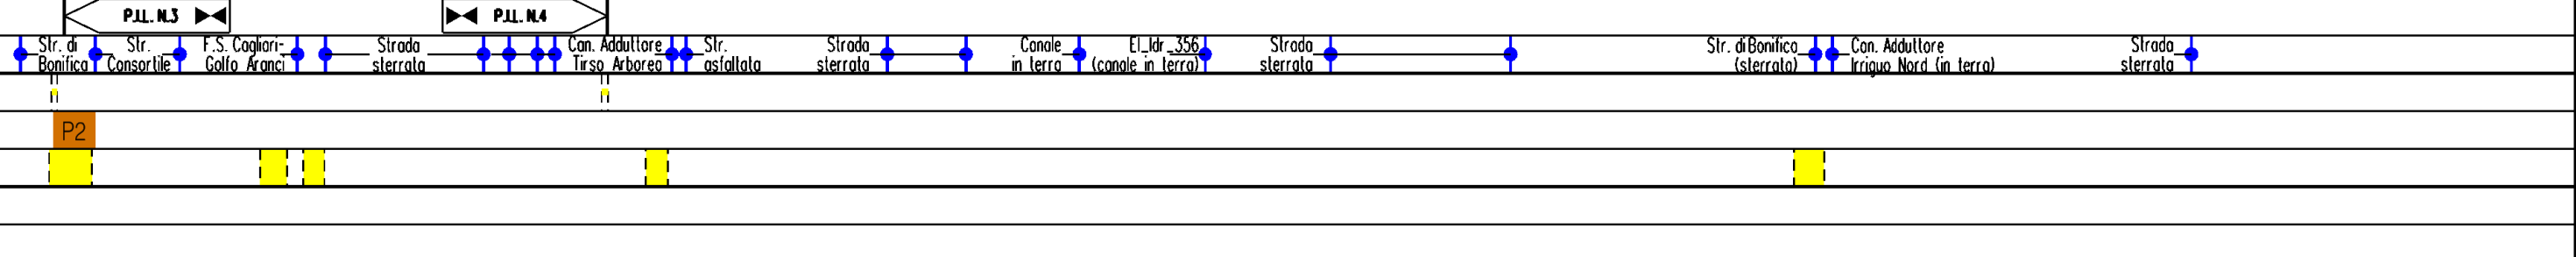 P.I.L. N.3
P.I.L. N.4
Str. di
Bonifica
Str.
Consortile
F.S. Cagliari-
Golfo Aranci
Strada
sterrata
Can. Adduttore
Tirso Arborea
Str.
asfaltata
Strada
sterrata
Canale
in terra
El_Idr_356
(canale in terra)
Strada
sterrata
Str. di Bonifica
(sterrata)
Can. Adduttore
Irriguo Nord (in terra)
Strada
sterrata
P2